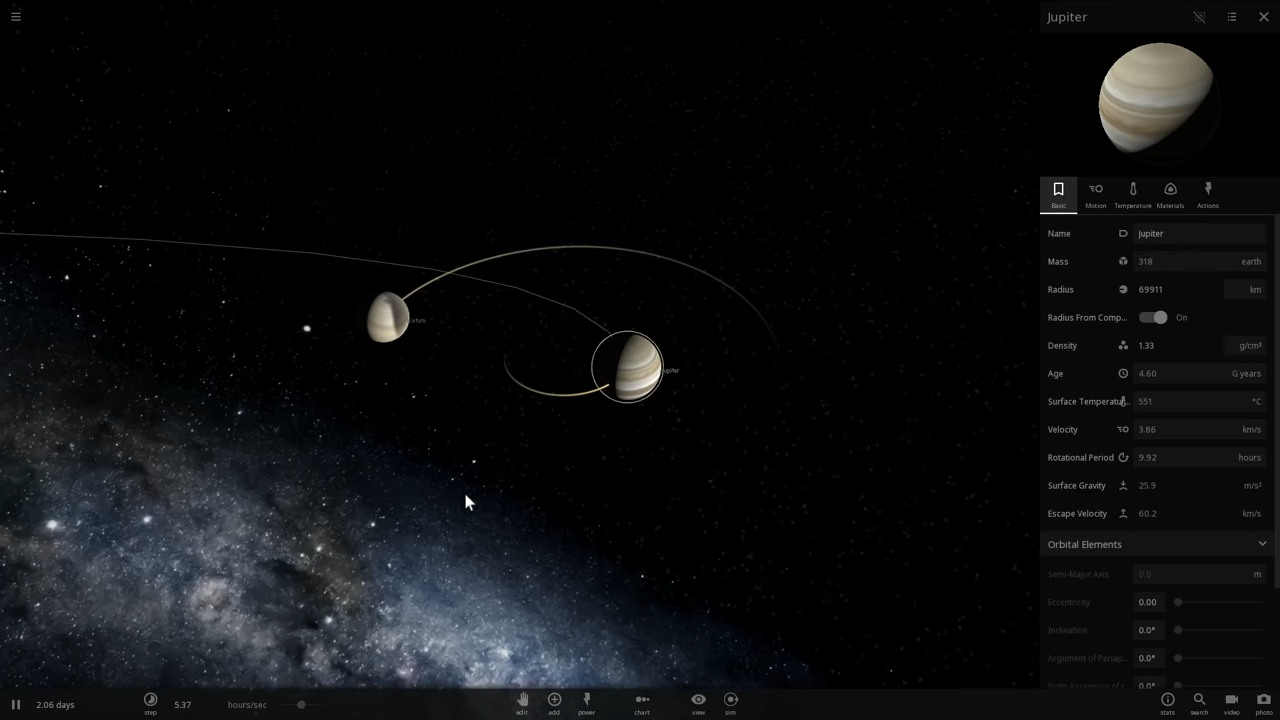 Jupiter
Basic Motion Temperature Materials Actions
Name Jupiter
Mass 318 earth
Radius 69911 km
Radius From Comp... On
Density 1.33 g/cm³
Age 4.60 G years
Surface Temperatur... 551 °C
Velocity 3.86 km/s
Rotational Period 9.92 hours
Surface Gravity 25.9 m/s²
Escape Velocity 60.2 km/s
Orbital Elements
Semi-Major Axis 0.0 m
Eccentricity 0.00
Inclination 0.0°
Argument of Periap... 0.0°
0.0°
Saturn
Jupiter
2.06 days step 5.37 hours/sec edit add power chart view sim stats search video photo